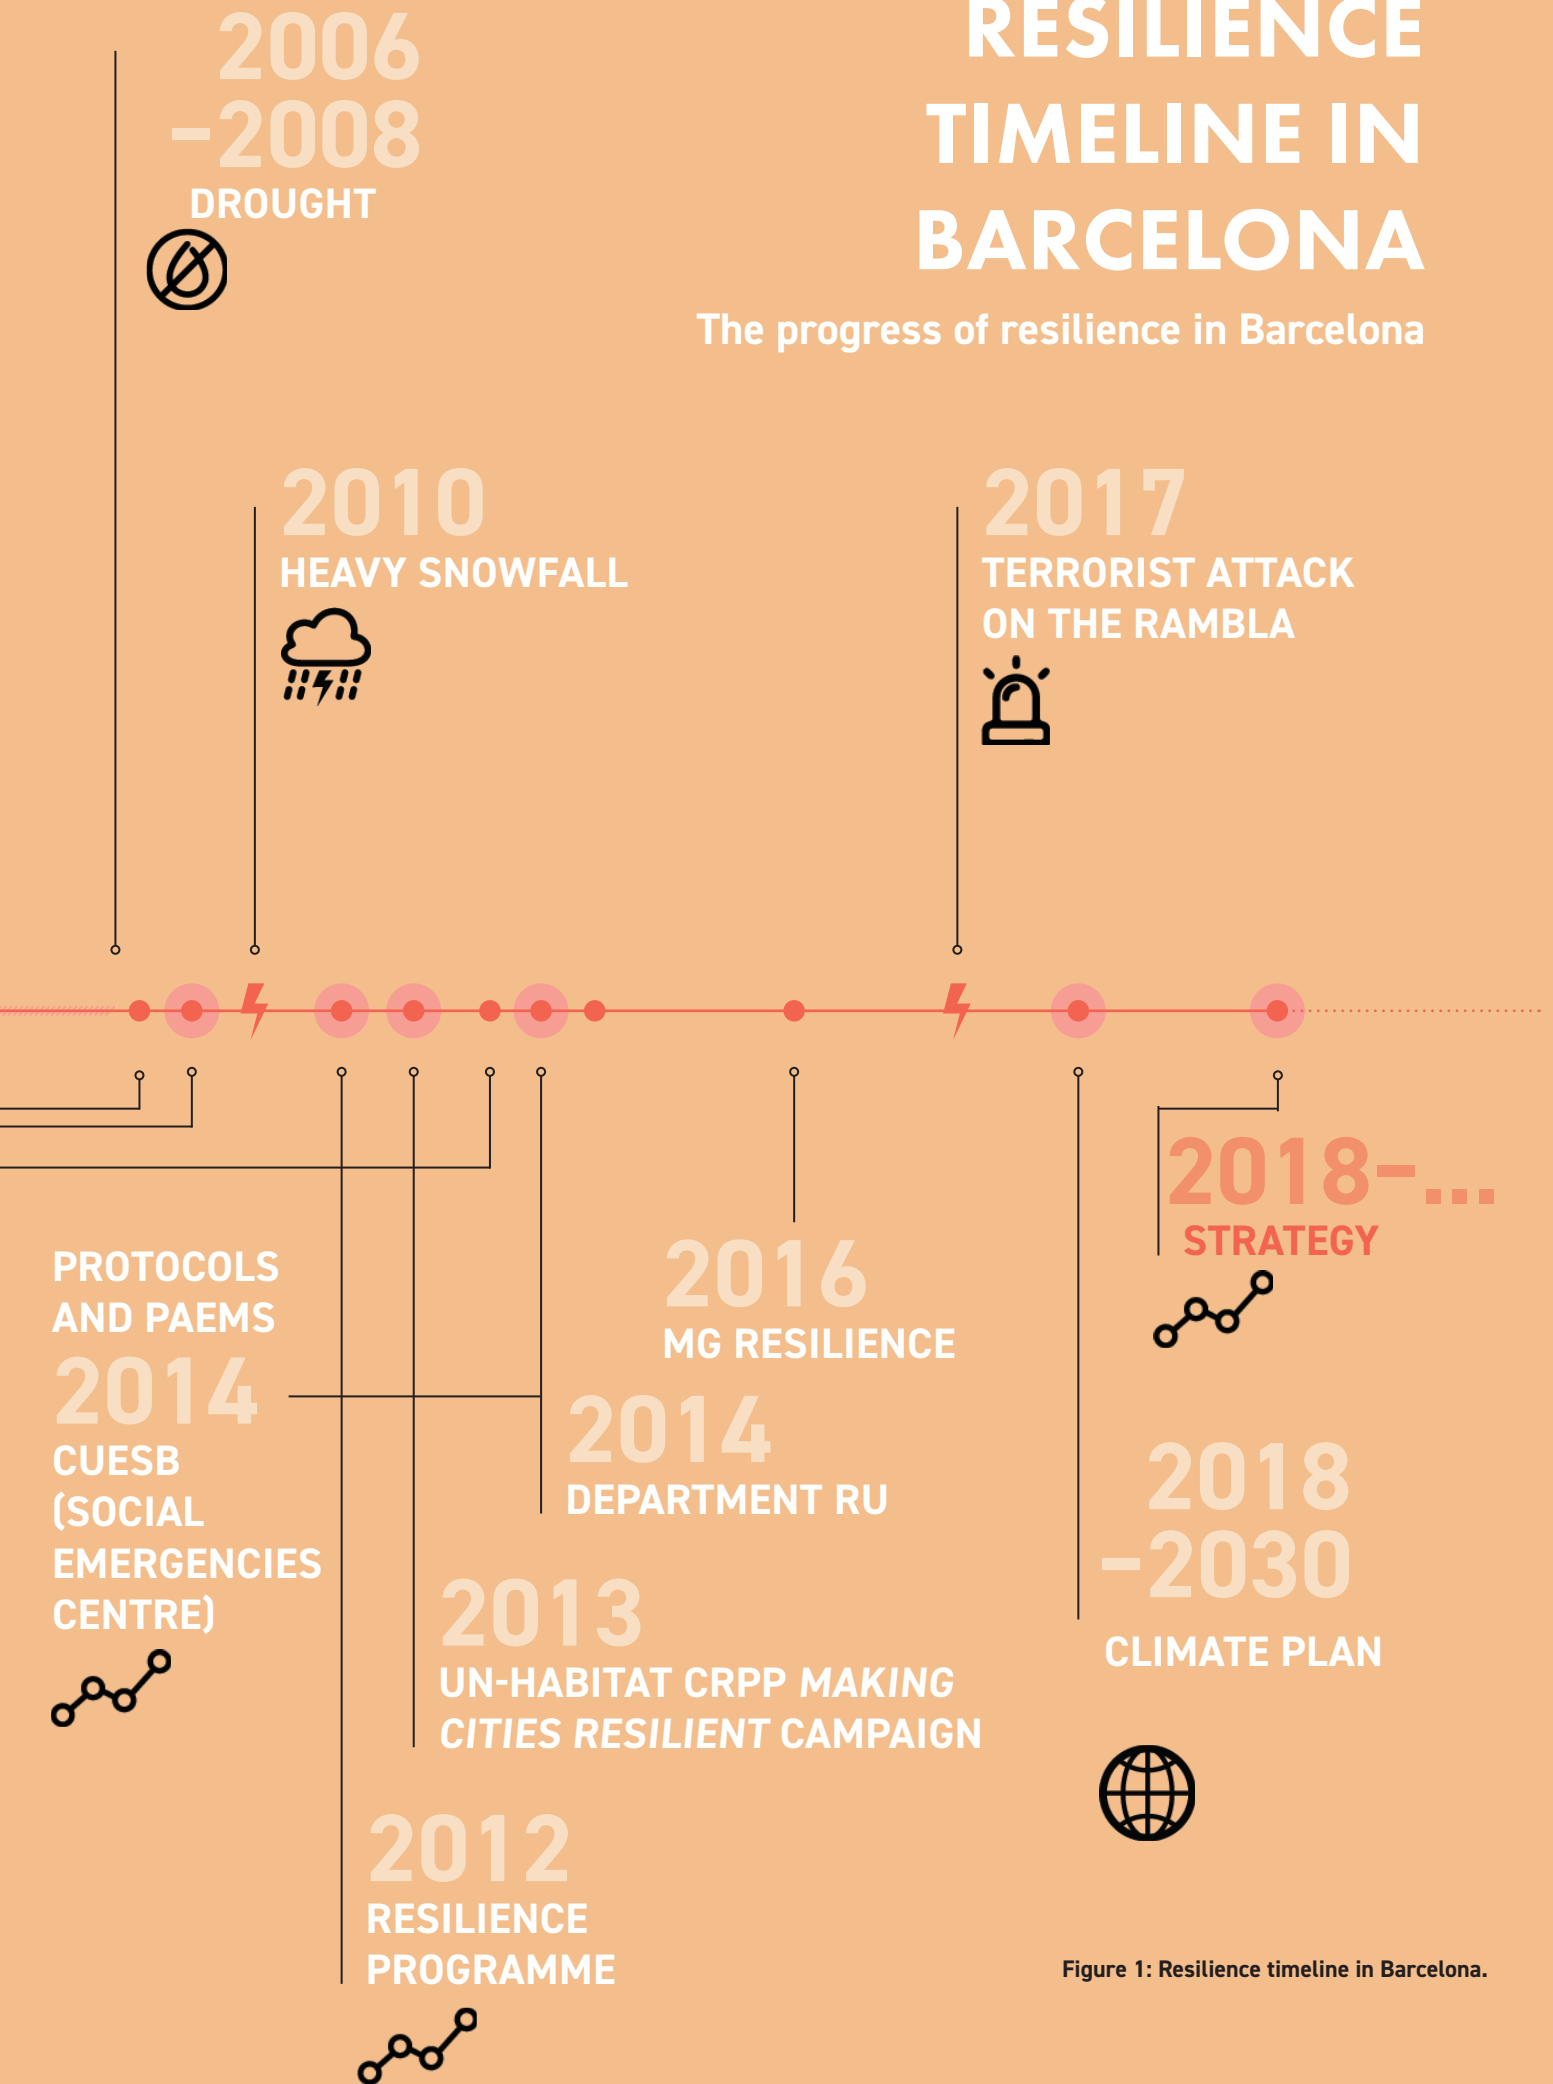 RESILIENCE
TIMELINE IN
BARCELONA
The progress of resilience in Barcelona
2006
–2008
DROUGHT
2010
HEAVY SNOWFALL
2017
TERRORIST ATTACK
ON THE RAMBLA
PROTOCOLS
AND PAEMS
2014
CUESB
(SOCIAL
EMERGENCIES
CENTRE)
2016
MG RESILIENCE
2014
DEPARTMENT RU
2013
UN-HABITAT CRPP MAKING
CITIES RESILIENT CAMPAIGN
2012
RESILIENCE
PROGRAMME
2018–...
STRATEGY
2018
–2030
CLIMATE PLAN
Figure 1: Resilience timeline in Barcelona.